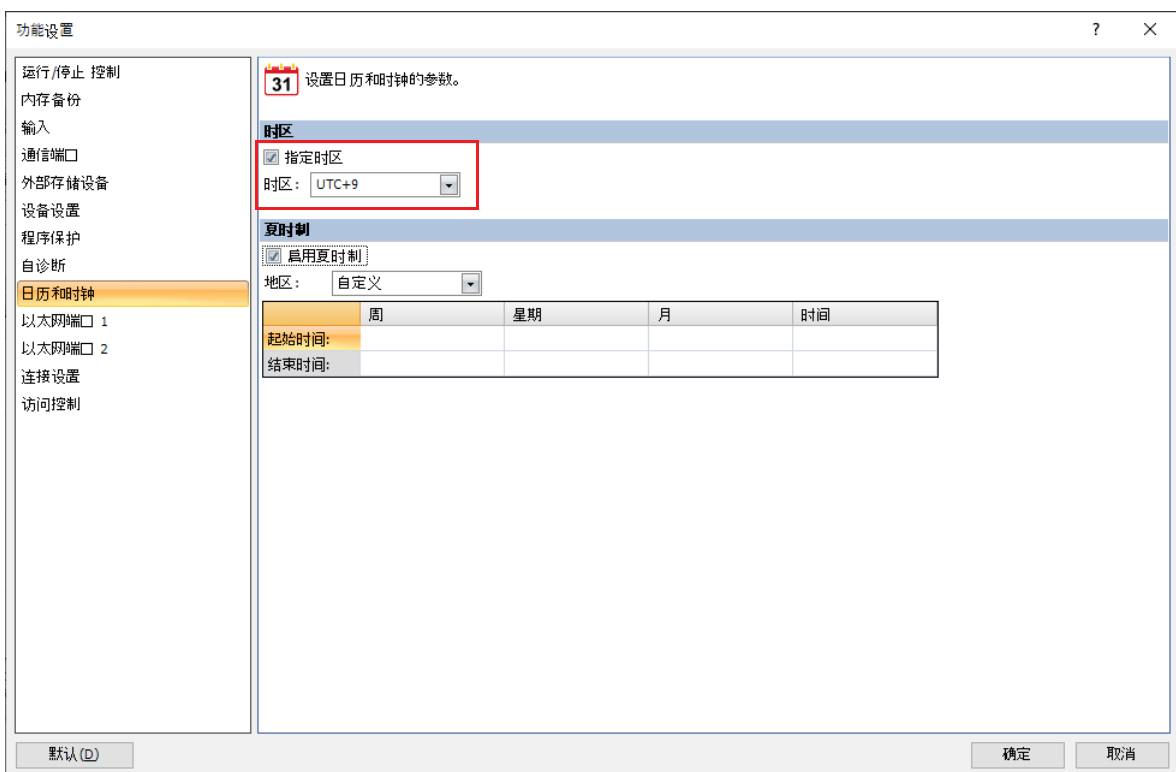 功能设置
?
运行/停止 控制
内存备份
输入
通信端口
外部存储设备
设备设置
程序保护
自诊断
日历和时钟
以太网端口 1
以太网端口 2
连接设置
访问控制
31 设置日历和时钟的参数。
时区
指定时区
时区： UTC+9
夏时制
启用夏时制
地区： 自定义
周 星期 月 时间
起始时间:
结束时间:
默认(D) 确定 取消